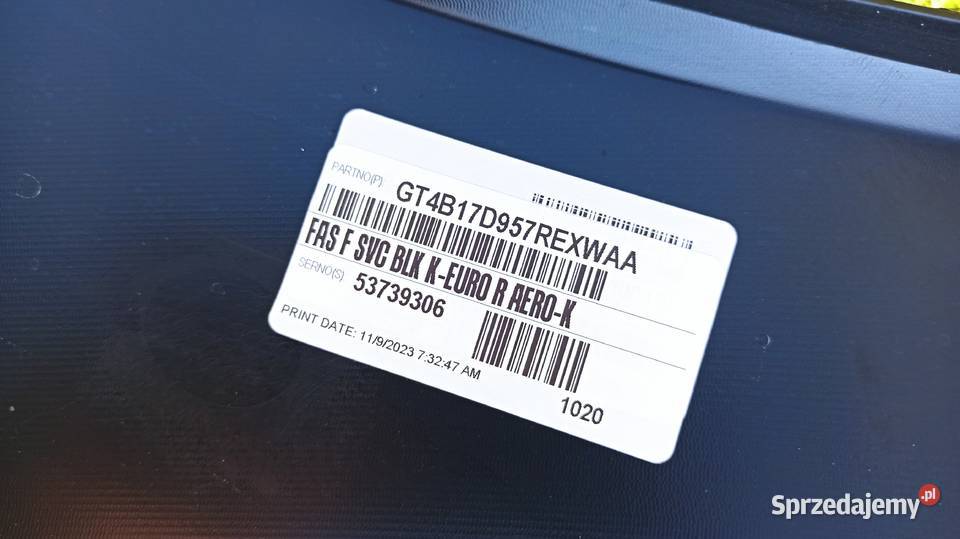 PARTNO(P)
GT4B17D957REXWAA
FAS F SVC BLK K-EURO R AERO-K
SERNO(S)
53739306
PRINT DATE: 11/9/2023 7:32:47 AM
1020
Sprzedajemy.pl